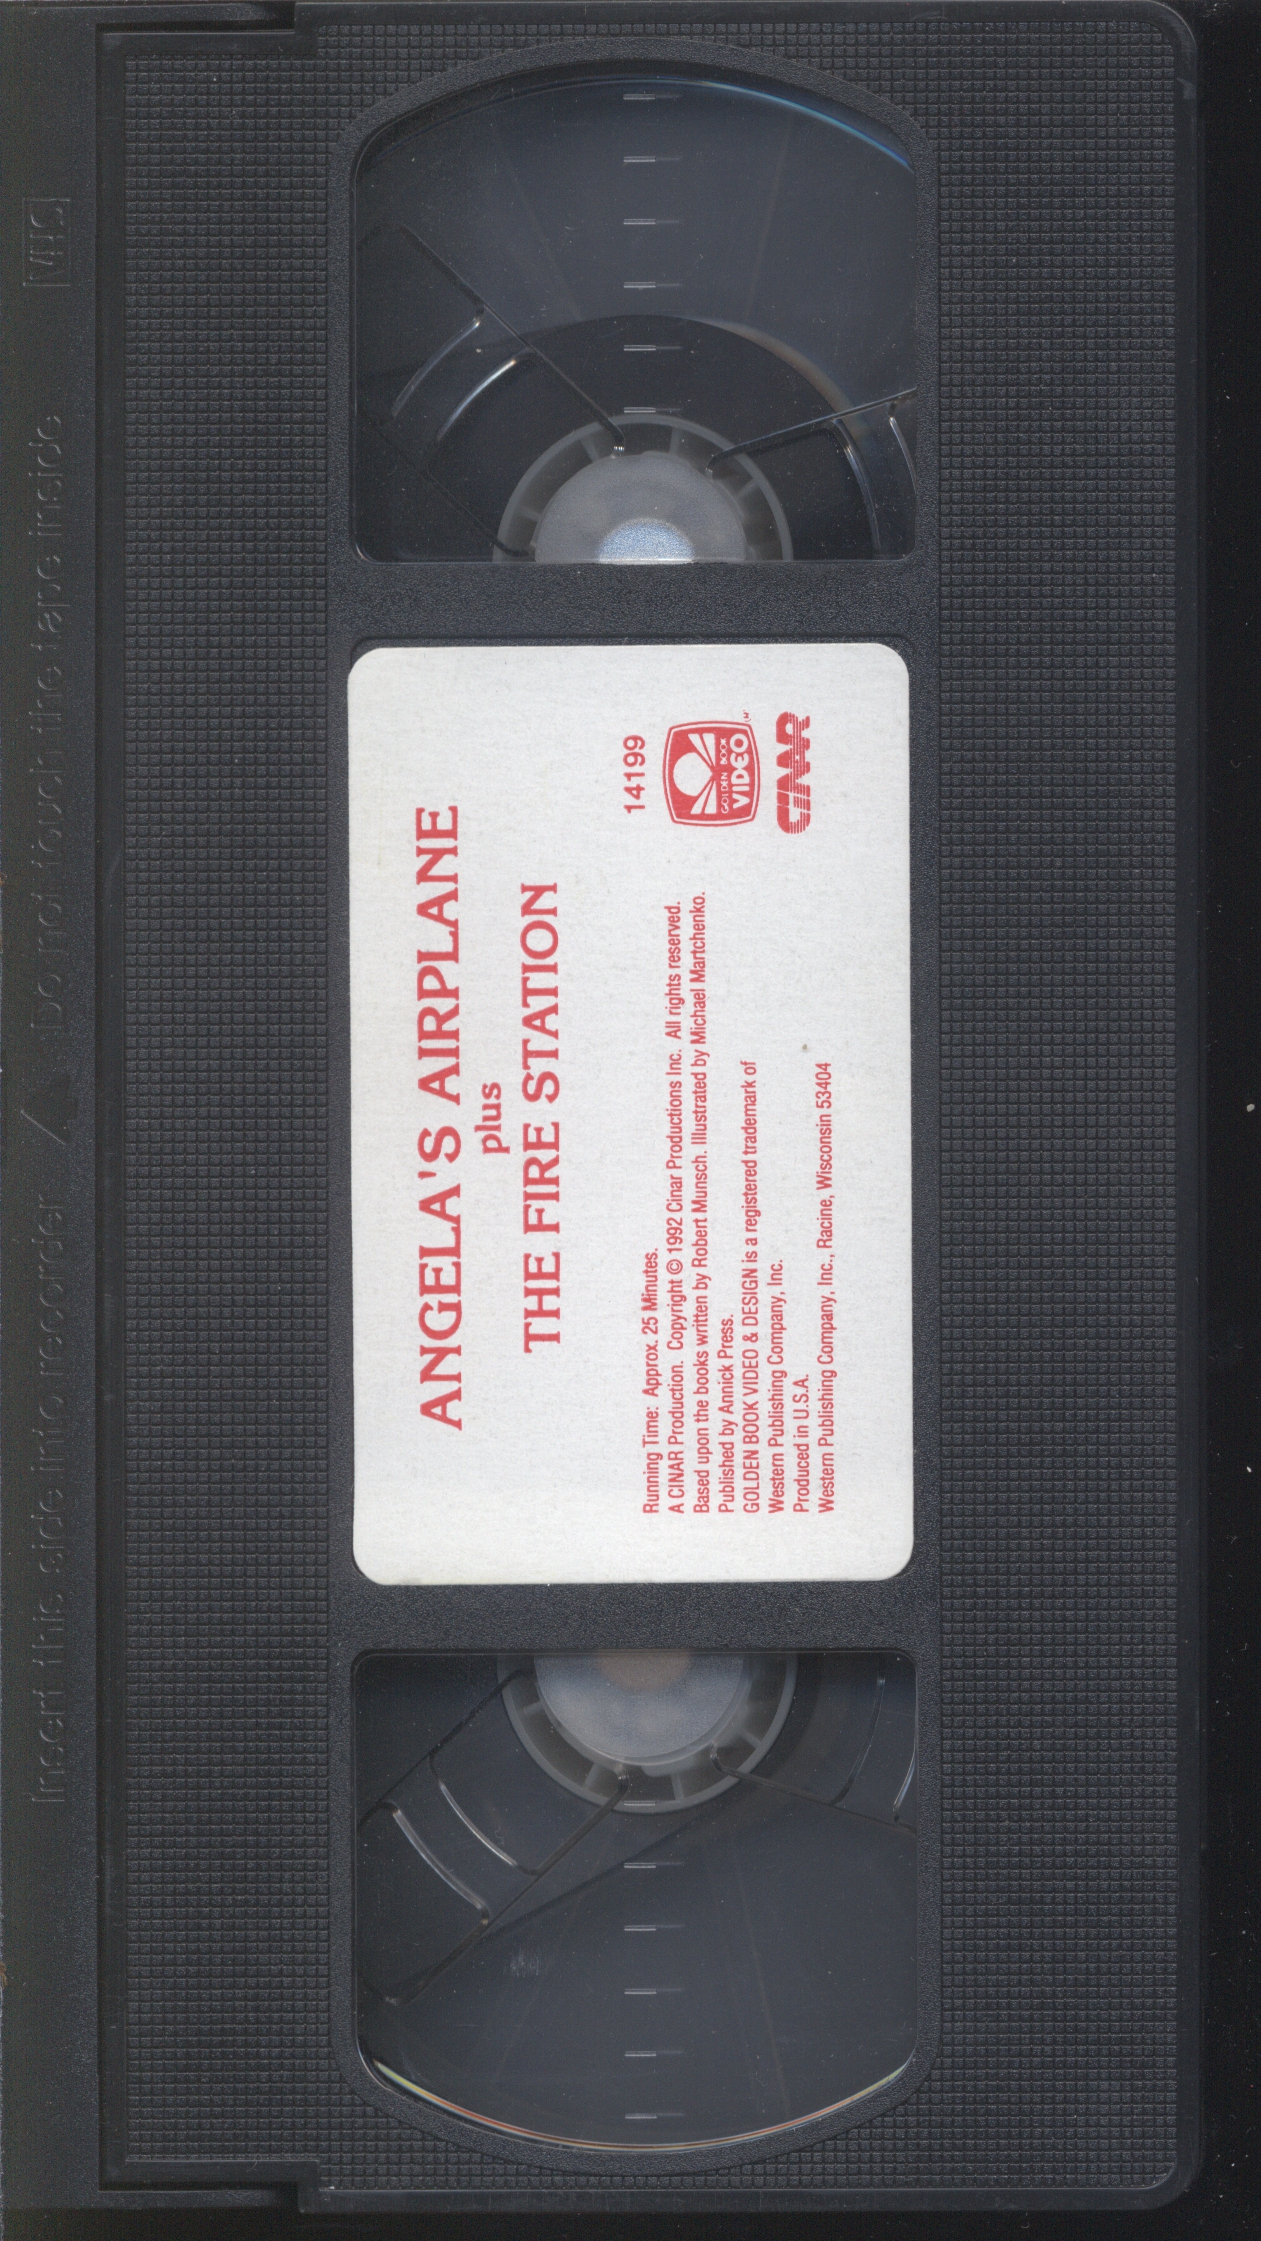 VHS
Insert this side into recorder / ▲ Do not touch the tape inside
ANGELA'S AIRPLANE
plus
THE FIRE STATION
14199
GOLDEN BOOK
VIDEO
™
CINAR
Running Time: Approx. 25 Minutes.
A CINAR Production. Copyright © 1992 Cinar Productions Inc. All rights reserved.
Based upon the books written by Robert Munsch. Illustrated by Michael Martchenko.
Published by Annick Press.
GOLDEN BOOK VIDEO & DESIGN is a registered trademark of
Western Publishing Company, Inc.
Produced in U.S.A.
Western Publishing Company, Inc., Racine, Wisconsin 53404